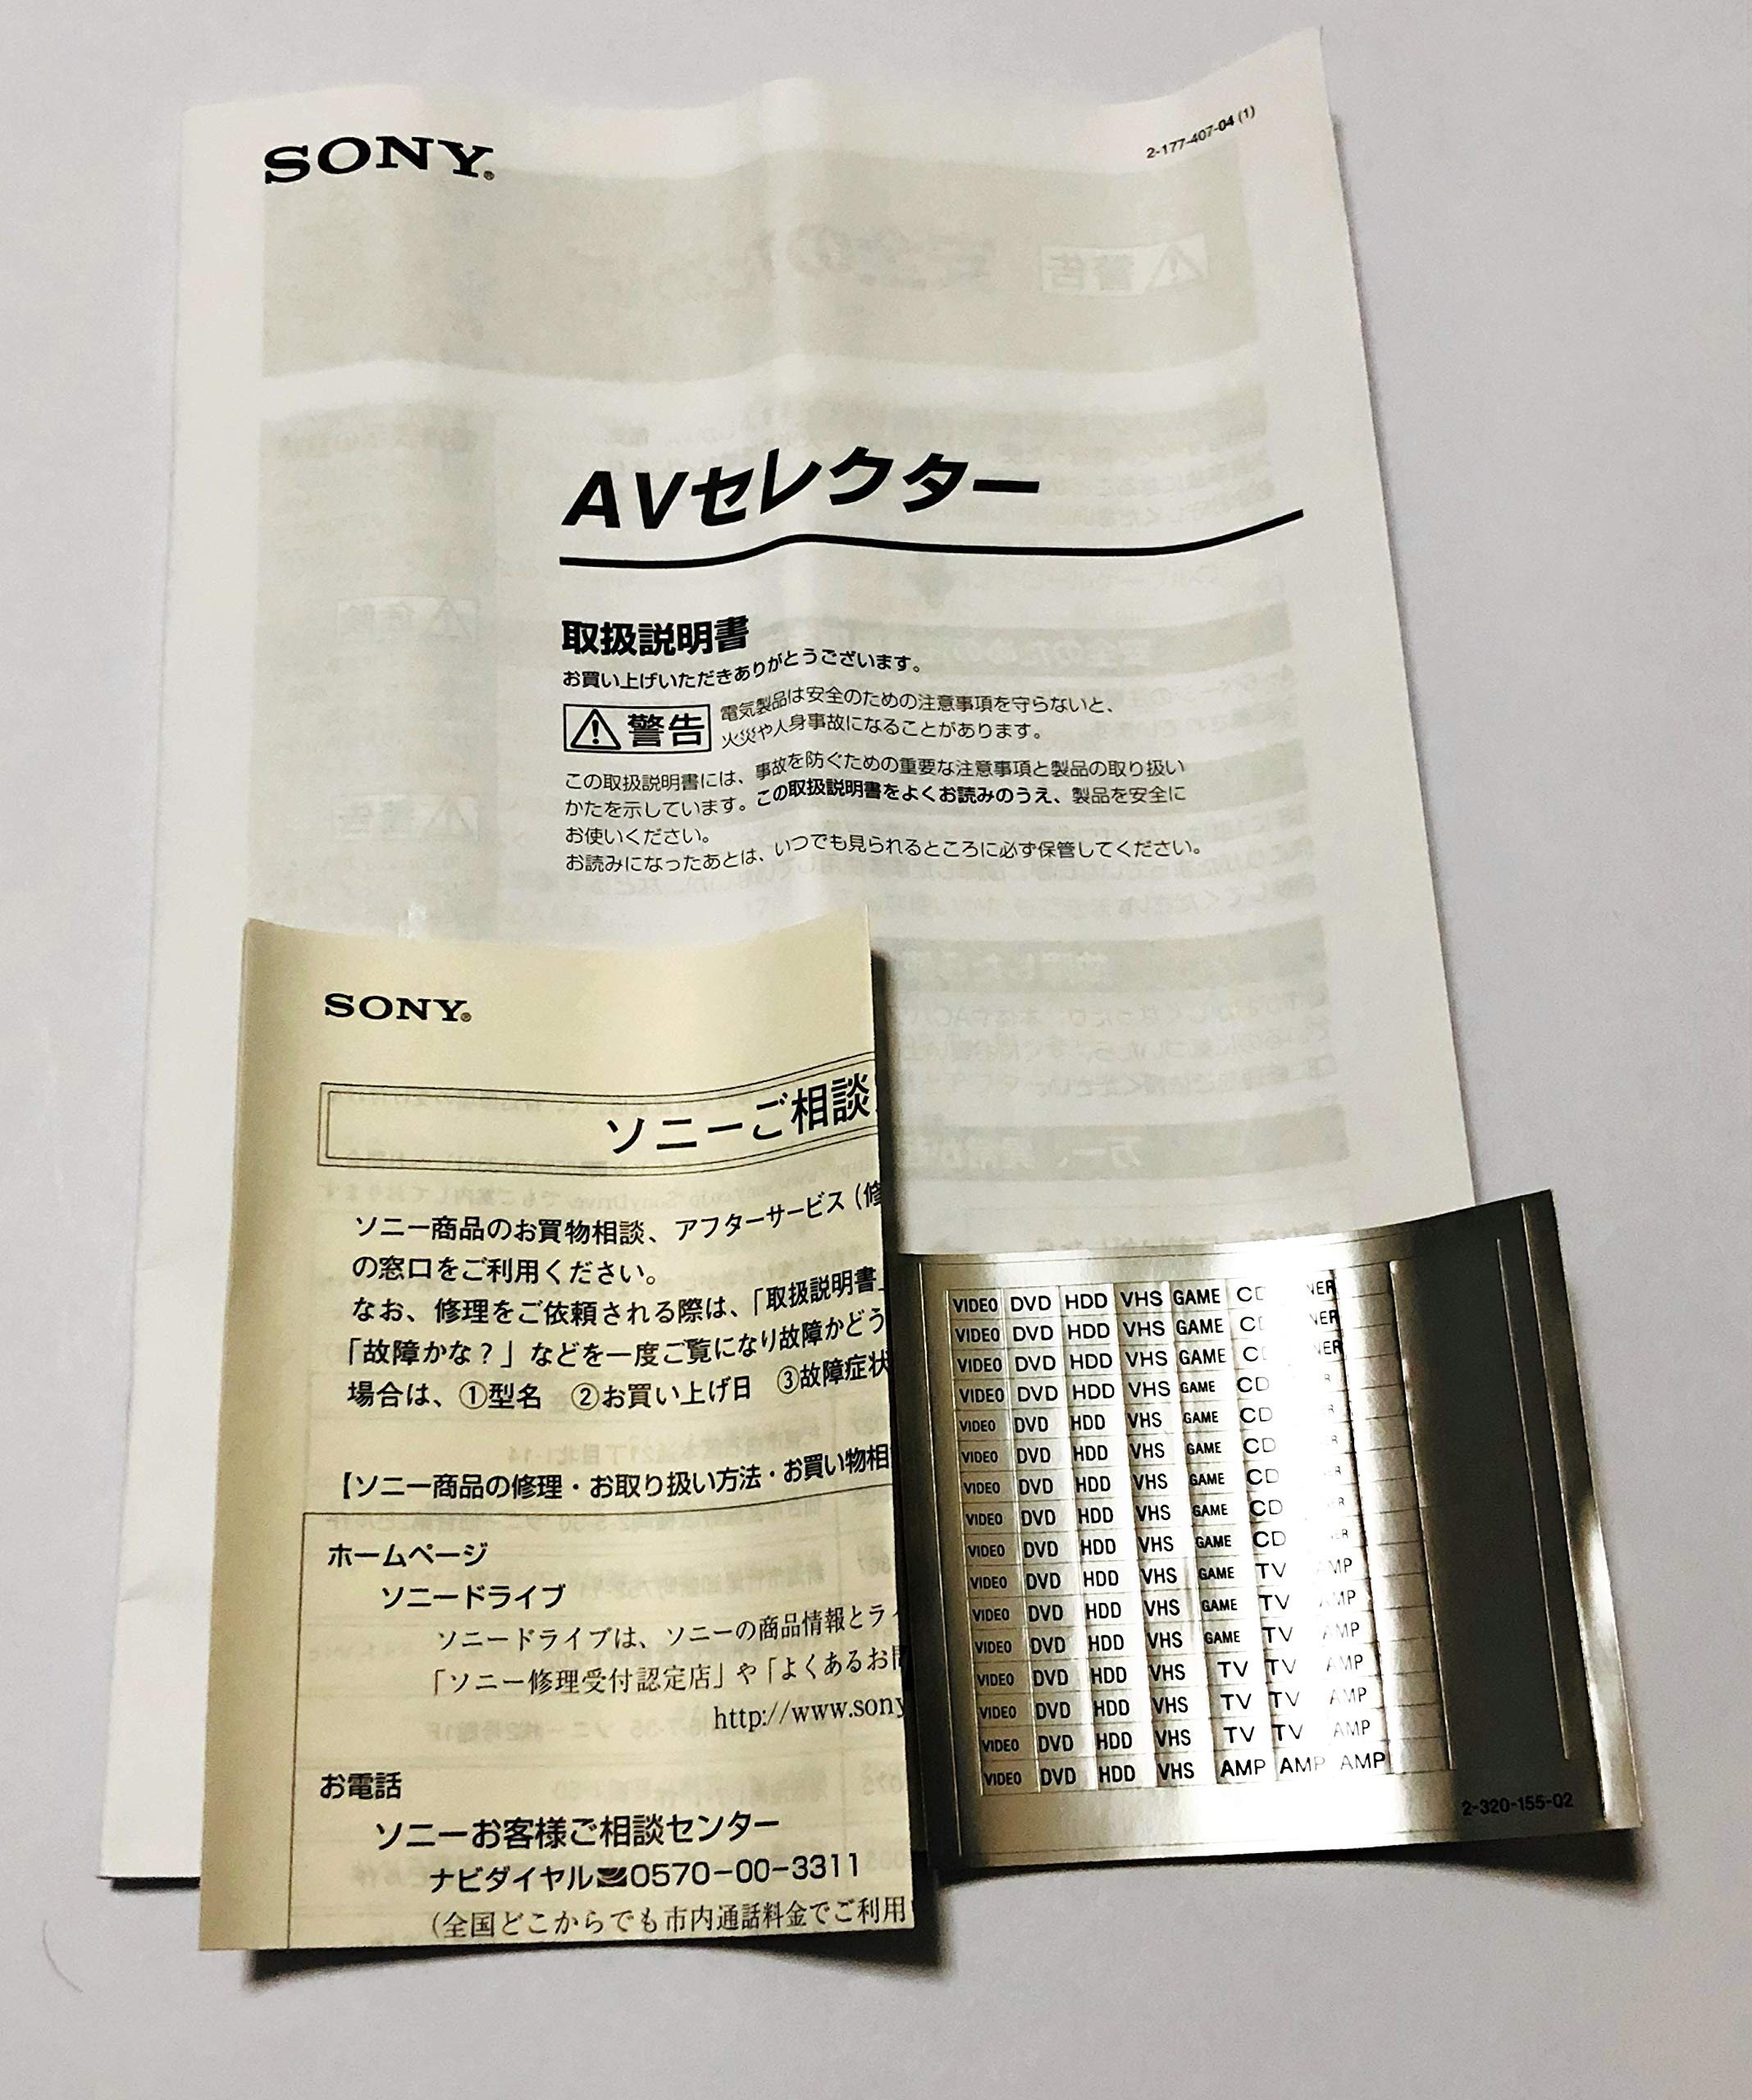 SONY®
2-177-407-04 (1)
AVセレクター
取扱説明書
お買い上げいただきありがとうございます。
警告
電気製品は安全のための注意事項を守らないと、
火災や人身事故になることがあります。
この取扱説明書には、事故を防ぐための重要な注意事項と製品の取り扱い
かたを示しています。この取扱説明書をよくお読みのうえ、製品を安全に
お使いください。
お読みになったあとは、いつでも見られるところに必ず保管してください。
SONY®
ソニーご相談
ソニー商品のお買物相談、アフターサービス（修
の窓口をご利用ください。
なお、修理をご依頼される際は、「取扱説明書」
「故障かな？」などを一度ご覧になり故障かどう
場合は、①型名 ②お買い上げ日 ③故障症状
【ソニー商品の修理・お取り扱い方法・お買い物相
ホームページ
ソニードライブ
ソニードライブは、ソニーの商品情報とライ
「ソニー修理受付認定店」や「よくあるお問
http://www.sony
お電話
ソニーお客様ご相談センター
ナビダイヤル 0570-00-3311
（全国どこからでも市内通話料金でご利用
VIDEO DVD HDD VHS GAME CD NER
VIDEO DVD HDD VHS GAME CD NER
VIDEO DVD HDD VHS GAME CD NER
VIDEO DVD HDD VHS GAME CD R
VIDEO DVD HDD VHS GAME CD R
VIDEO DVD HDD VHS GAME CD R
VIDEO DVD HDD VHS GAME CD R
VIDEO DVD HDD VHS GAME CD R
VIDEO DVD HDD VHS GAME CD ER
VIDEO DVD HDD VHS GAME TV AMP
VIDEO DVD HDD VHS GAME TV AMP
VIDEO DVD HDD VHS GAME TV AMP
VIDEO DVD HDD VHS TV TV AMP
VIDEO DVD HDD VHS TV TV AMP
VIDEO DVD HDD VHS TV TV AMP
VIDEO DVD HDD VHS AMP AMP AMP
2-320-155-02